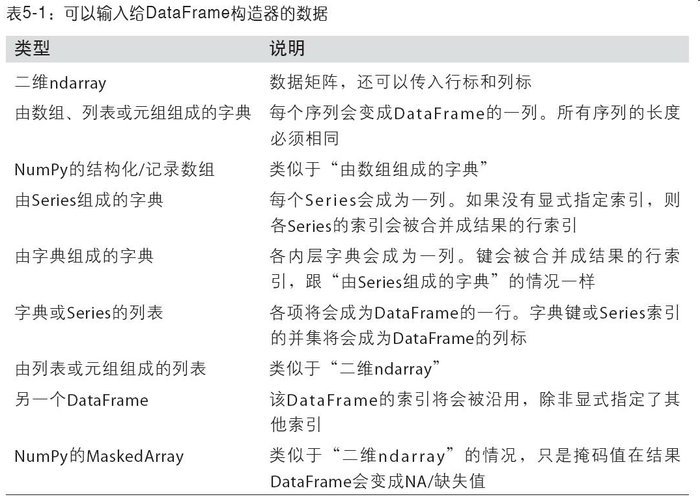 表5-1：可以输入给DataFrame构造器的数据
类型 说明
二维ndarray 数据矩阵，还可以传入行标和列标
由数组、列表或元组组成的字典 每个序列会变成DataFrame的一列。所有序列的长度
必须相同
NumPy的结构化/记录数组 类似于“由数组组成的字典”
由Series组成的字典 每个Series会成为一列。如果没有显式指定索引，则
各Series的索引会被合并成结果的行索引
由字典组成的字典 各内层字典会成为一列。键会被合并成结果的行索
引，跟“由Series组成的字典”的情况一样
字典或Series的列表 各项将会成为DataFrame的一行。字典键或Series索引
的并集将会成为DataFrame的列标
由列表或元组组成的列表 类似于“二维ndarray”
另一个DataFrame 该DataFrame的索引将会被沿用，除非显式指定了其
他索引
NumPy的MaskedArray 类似于“二维ndarray”的情况，只是掩码值在结果
DataFrame会变成NA/缺失值